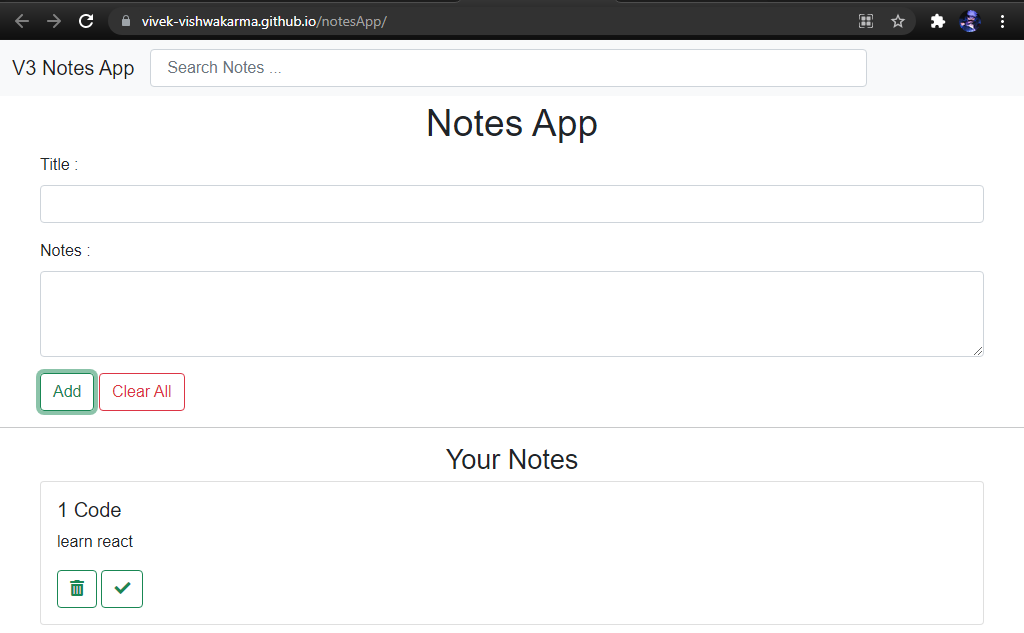 vivek-vishwakarma.github.io/notesApp/
V3 Notes App Search Notes ...
Notes App
Title :
Notes :
Add Clear All
Your Notes
1 Code
learn react